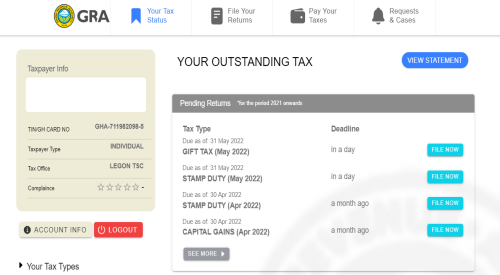 GRA
Your Tax
Status
File Your
Returns
Pay Your
Taxes
Requests
& Cases
Taxpayer Info
TIN/GH CARD NO GHA-711982098-5
Taxpayer Type INDIVIDUAL
Tax Office LEGON TSC
Complaince ☆☆☆☆☆ -
ACCOUNT INFO
LOGOUT
Your Tax Types
YOUR OUTSTANDING TAX
VIEW STATEMENT
Pending Returns *for the period 2021 onwards
Tax Type Deadline
Due as of: 31 May 2022
GIFT TAX (May 2022) in a day FILE NOW
Due as of: 31 May 2022
STAMP DUTY (May 2022) in a day FILE NOW
Due as of: 30 Apr 2022
STAMP DUTY (Apr 2022) a month ago FILE NOW
Due as of: 30 Apr 2022
CAPITAL GAINS (Apr 2022) a month ago FILE NOW
SEE MORE